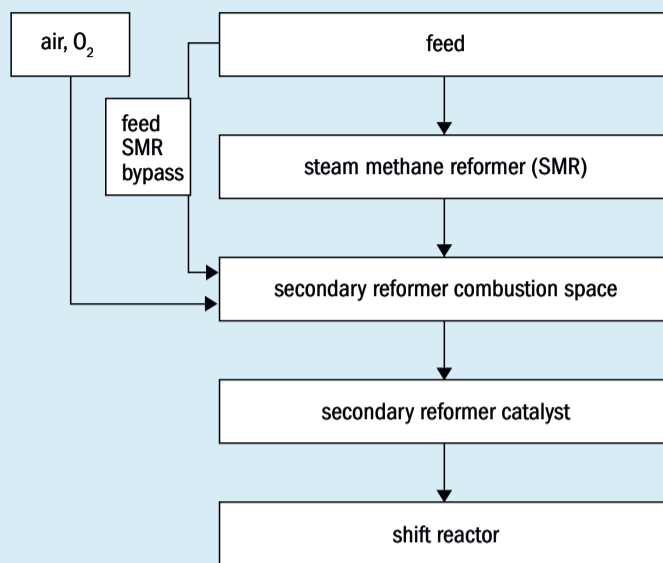 air, O₂
feed
feed
SMR
bypass
steam methane reformer (SMR)
secondary reformer combustion space
secondary reformer catalyst
shift reactor